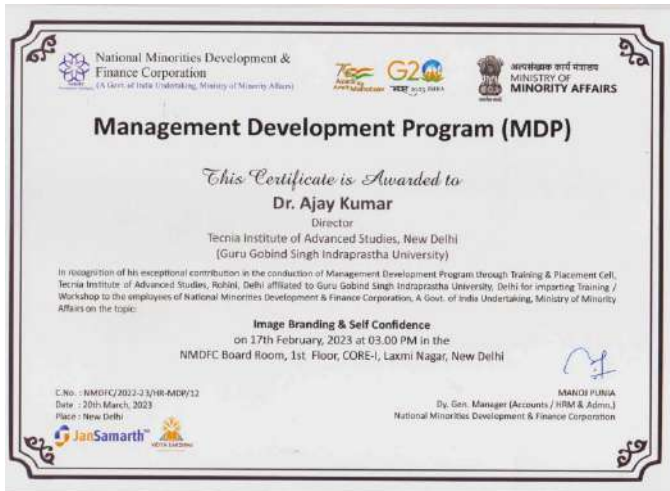 National Minorities Development &
Finance Corporation
(A Govt. of India Undertaking, Ministry of Minority Affairs)
G20
अल्पसंख्यक कार्य मंत्रालय
MINISTRY OF
MINORITY AFFAIRS
Management Development Program (MDP)
This Certificate is Awarded to
Dr. Ajay Kumar
Director
Tecnia Institute of Advanced Studies, New Delhi
(Guru Gobind Singh Indraprastha University)
In recognition of his exceptional contribution in the conduction of Management Development Program through Training & Placement Cell,
Tecnia Institute of Advanced Studies, Rohini, Delhi affiliated to Guru Gobind Singh Indraprastha University, Delhi for imparting Training /
Workshop to the employees of National Minorities Development & Finance Corporation, A Govt. of India Undertaking, Ministry of Minority
Affairs on the topic:
Image Branding & Self Confidence
on 17th February, 2023 at 03.00 PM in the
NMDFC Board Room, 1st Floor, CORE-I, Laxmi Nagar, New Delhi
C.No. : NMDFC/2022-23/HR-MDP/12
Date : 20th March, 2023
Place : New Delhi
MANOJ PUNIA
Dy. Gen. Manager (Accounts / HRM & Admn.)
National Minorities Development & Finance Corporation
JanSamarth
VIDYA LAKSHMI